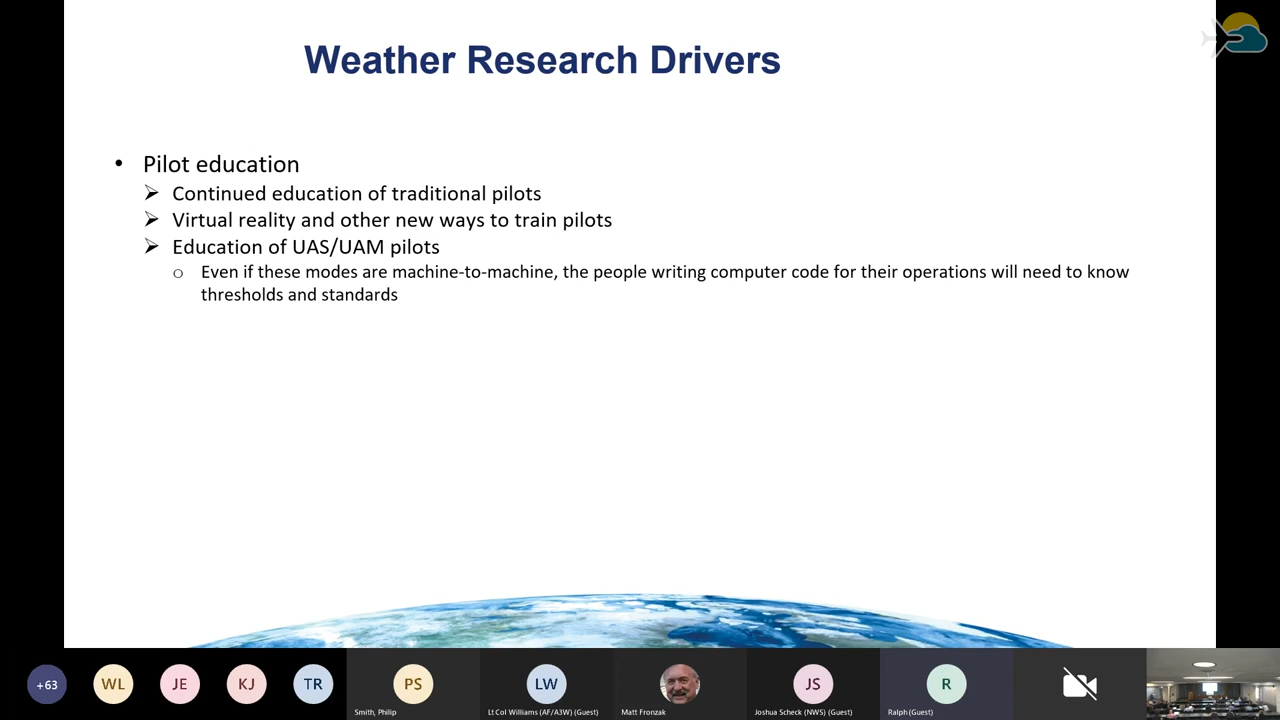 Weather Research Drivers
• Pilot education
➢ Continued education of traditional pilots
➢ Virtual reality and other new ways to train pilots
➢ Education of UAS/UAM pilots
○ Even if these modes are machine-to-machine, the people writing computer code for their operations will need to know
thresholds and standards
+63
WL
JE
KJ
TR
PS
LW
JS
R
Smith, Philip
Lt Col Williams (AF/A3W) (Guest)
Matt Fronzak
Joshua Scheck (NWS) (Guest)
Ralph (Guest)